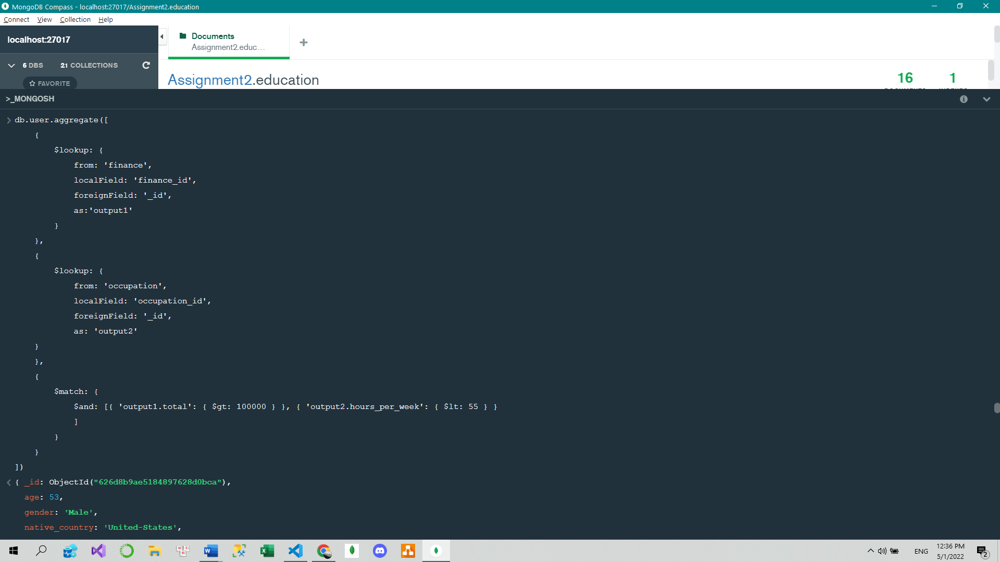 MongoDB Compass - localhost:27017/Assignment2.education
Connect View Collection Help
localhost:27017
Documents
Assignment2.educ...
6 DBS 21 COLLECTIONS
FAVORITE
Assignment2.education
16 1
>_MONGOSH
db.user.aggregate([
{
$lookup: {
from: 'finance',
localField: 'finance_id',
foreignField: '_id',
as:'output1'
}
},
{
$lookup: {
from: 'occupation',
localField: 'occupation_id',
foreignField: '_id',
as: 'output2'
}
},
{
$match: {
$and: [{ 'output1.total': { $gt: 100000 } }, { 'output2.hours_per_week': { $lt: 55 } }
]
}
}
])
{ _id: ObjectId("626d8b9ae5184897628d0bca"),
age: 53,
gender: 'Male',
native_country: 'United-States',
ENG
12:36 PM
5/1/2022
2